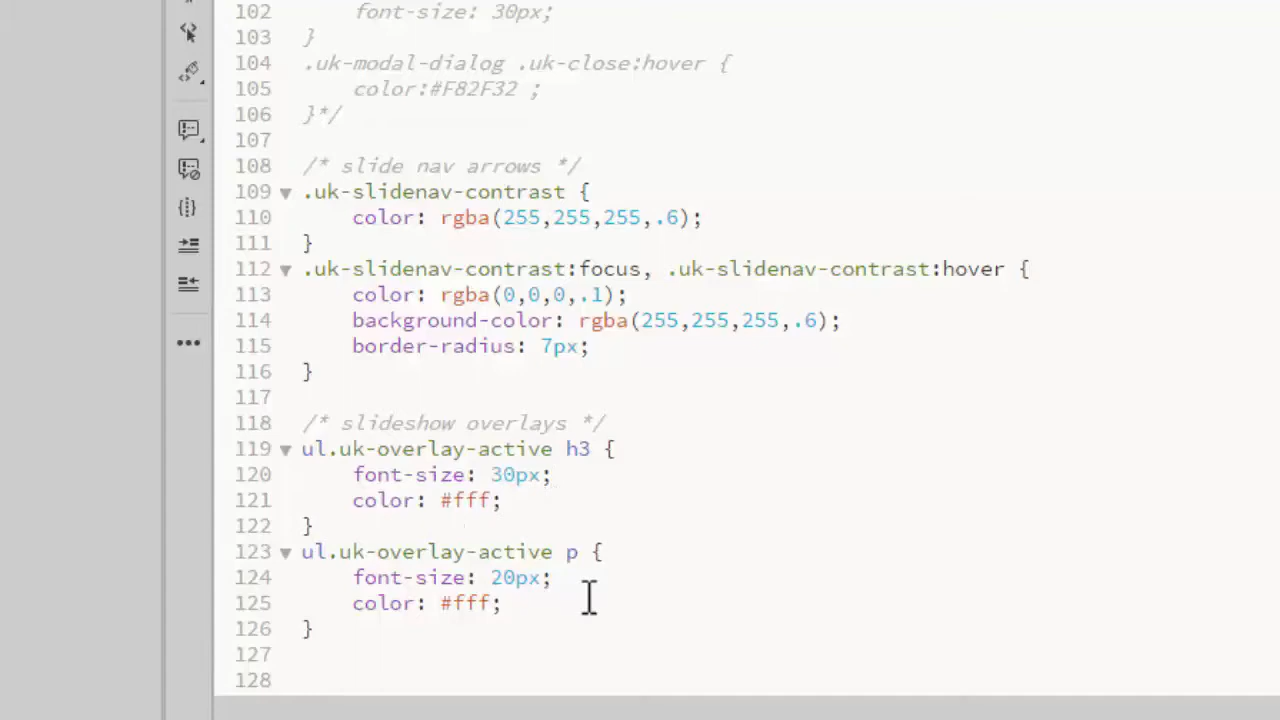 102 font-size: 30px;
103 }
104 .uk-modal-dialog .uk-close:hover {
105 color:#F82F32 ;
106 }*/
107
108 /* slide nav arrows */
109 .uk-slidenav-contrast {
110 color: rgba(255,255,255,.6);
111 }
112 .uk-slidenav-contrast:focus, .uk-slidenav-contrast:hover {
113 color: rgba(0,0,0,.1);
114 background-color: rgba(255,255,255,.6);
115 border-radius: 7px;
116 }
117
118 /* slideshow overlays */
119 ul.uk-overlay-active h3 {
120 font-size: 30px;
121 color: #fff;
122 }
123 ul.uk-overlay-active p {
124 font-size: 20px;
125 color: #fff;
126 }
127
128